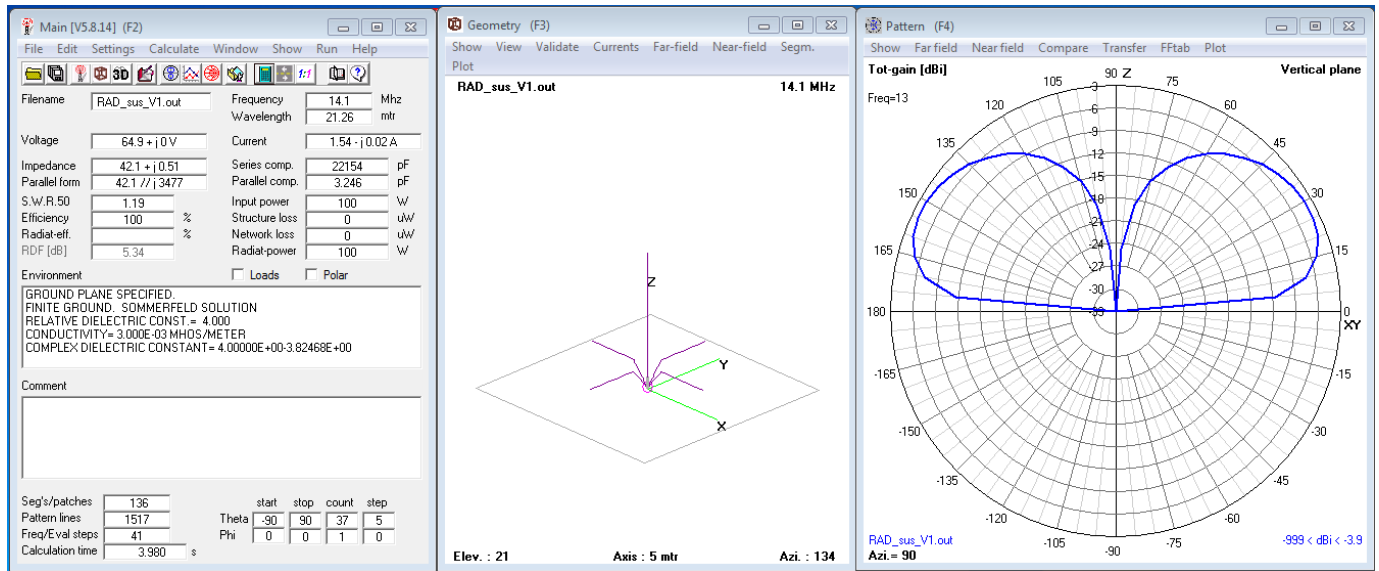 Main [V5.8.14] (F2)
File Edit Settings Calculate Window Show Run Help
3D 1:1
Filename RAD_sus_V1.out Frequency 14.1 Mhz
Wavelength 21.26 mtr
Voltage 64.9 + j 0 V Current 1.54 - j 0.02 A
Impedance 42.1 + j 0.51 Series comp. 22154 pF
Parallel form 42.1 // j 3477 Parallel comp. 3.246 pF
S.W.R.50 1.19 Input power 100 W
Efficiency 100 % Structure loss 0 uW
Radiat-eff. % Network loss 0 uW
RDF [dB] 5.34 Radiat-power 100 W
Environment Loads Polar
GROUND PLANE SPECIFIED.
FINITE GROUND. SOMMERFELD SOLUTION
RELATIVE DIELECTRIC CONST.= 4.000
CONDUCTIVITY= 3.000E-03 MHOS/METER
COMPLEX DIELECTRIC CONSTANT= 4.00000E+00-3.82468E+00
Comment
Seg's/patches 136 start stop count step
Pattern lines 1517 Theta -90 90 37 5
Freq/Eval steps 41 Phi 0 0 1 0
Calculation time 3.980 s
Geometry (F3)
Show View Validate Currents Far-field Near-field Segm.
Plot
RAD_sus_V1.out 14.1 MHz
Z
Y
X
Elev. : 21 Axis : 5 mtr Azi. : 134
Pattern (F4)
Show Far field Near field Compare Transfer FFtab Plot
Tot-gain [dBi] Vertical plane
Freq=13
90 Z
105 75
120 60
135 45
150 30
165 15
180 0
XY
-165 -15
-150 -30
-135 -45
-120 -60
-105 -75
-90
-3
-6
-9
-12
-15
-18
-24
-27
-30
RAD_sus_V1.out -999 < dBi < -3.9
Azi.= 90